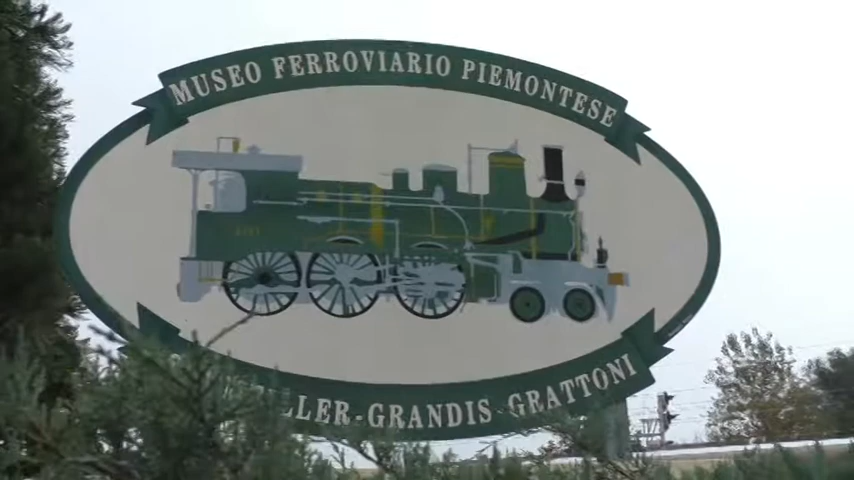 MUSEO FERROVIARIO PIEMONTESE
GRANDIS GRATTONI